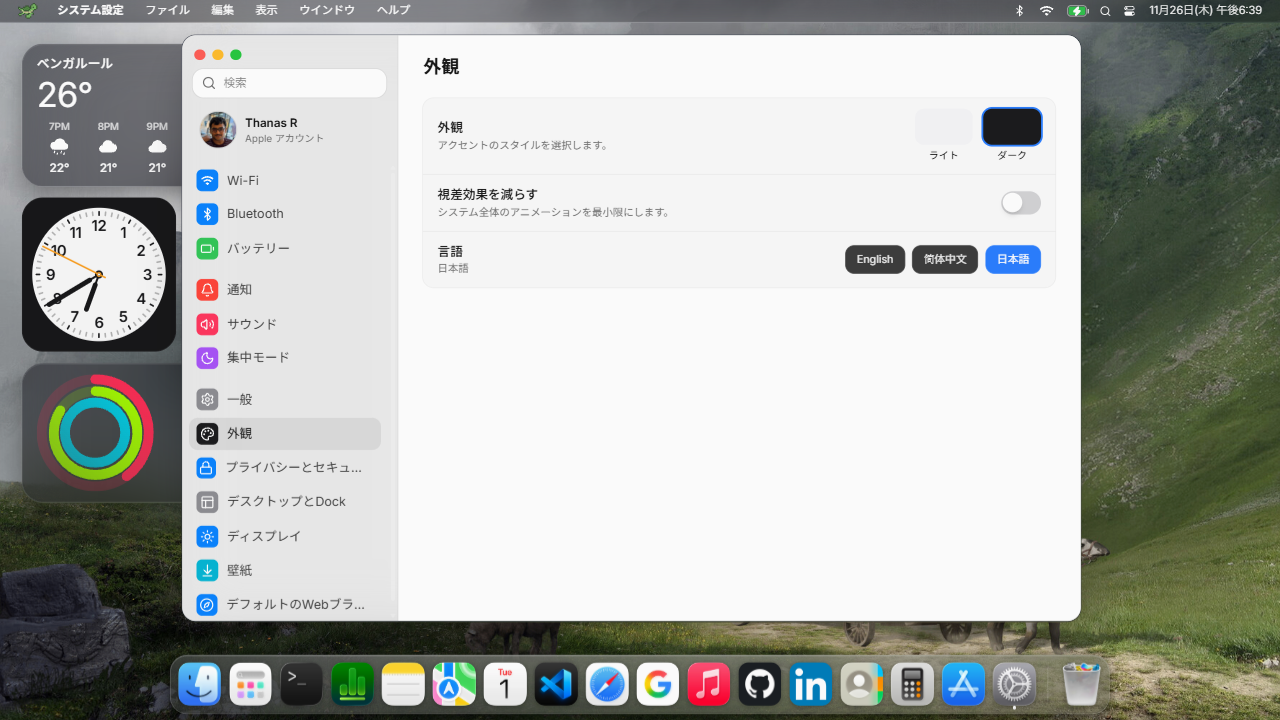 システム設定 ファイル 編集 表示 ウインドウ ヘルプ
11月26日(木) 午後6:39
ベンガルール
26°
7PM 8PM 9PM
22° 21° 21°
12
1
2
3
4
5
6
7
8
9
10
11
検索
Thanas R
Apple アカウント
Wi-Fi
Bluetooth
バッテリー
通知
サウンド
集中モード
一般
外観
プライバシーとセキュ...
デスクトップとDock
ディスプレイ
壁紙
デフォルトのWebブラ...
外観
外観
アクセントのスタイルを選択します。
ライト ダーク
視差効果を減らす
システム全体のアニメーションを最小限にします。
言語
日本語
English 简体中文 日本語
>_
Tue
1
G
in